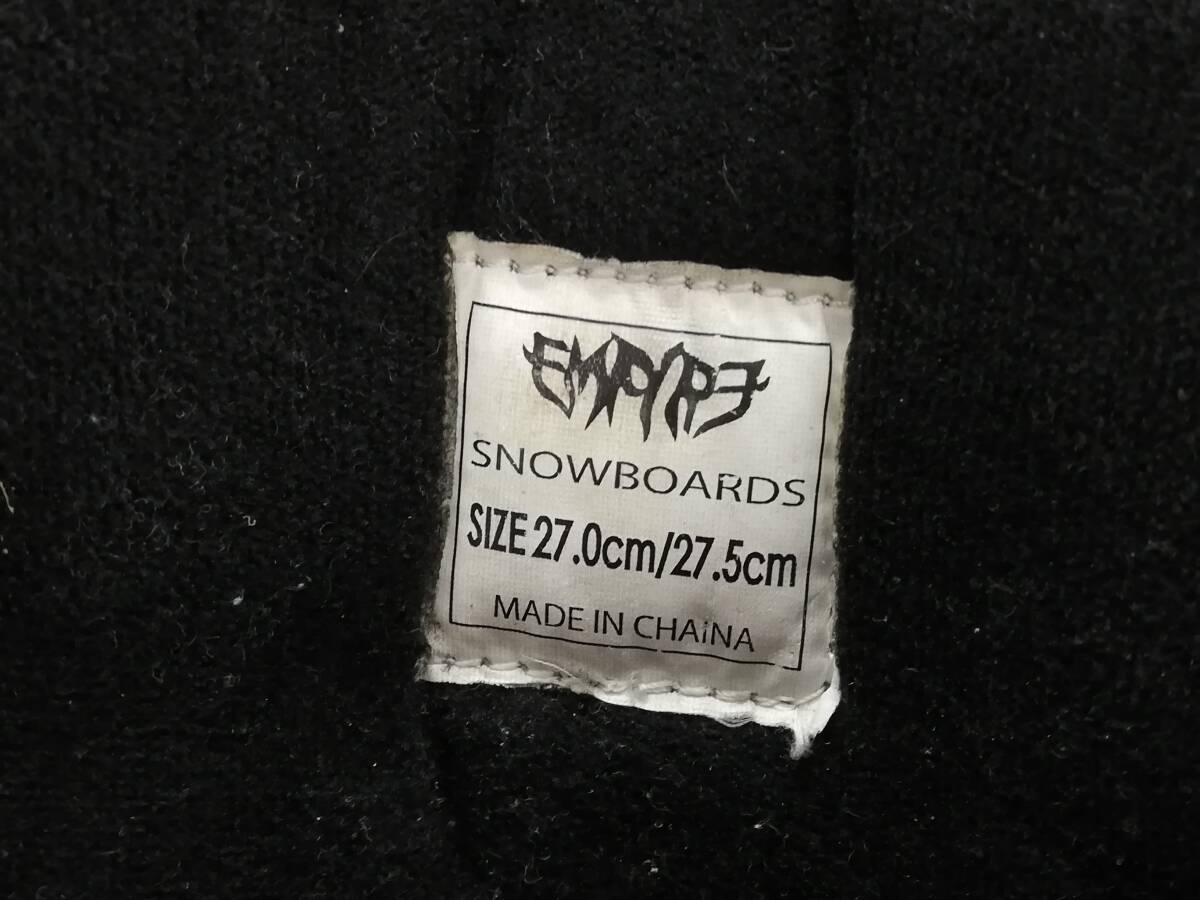 EMPIRE
SNOWBOARDS
SIZE 27.0cm/27.5cm
MADE IN CHAiNA